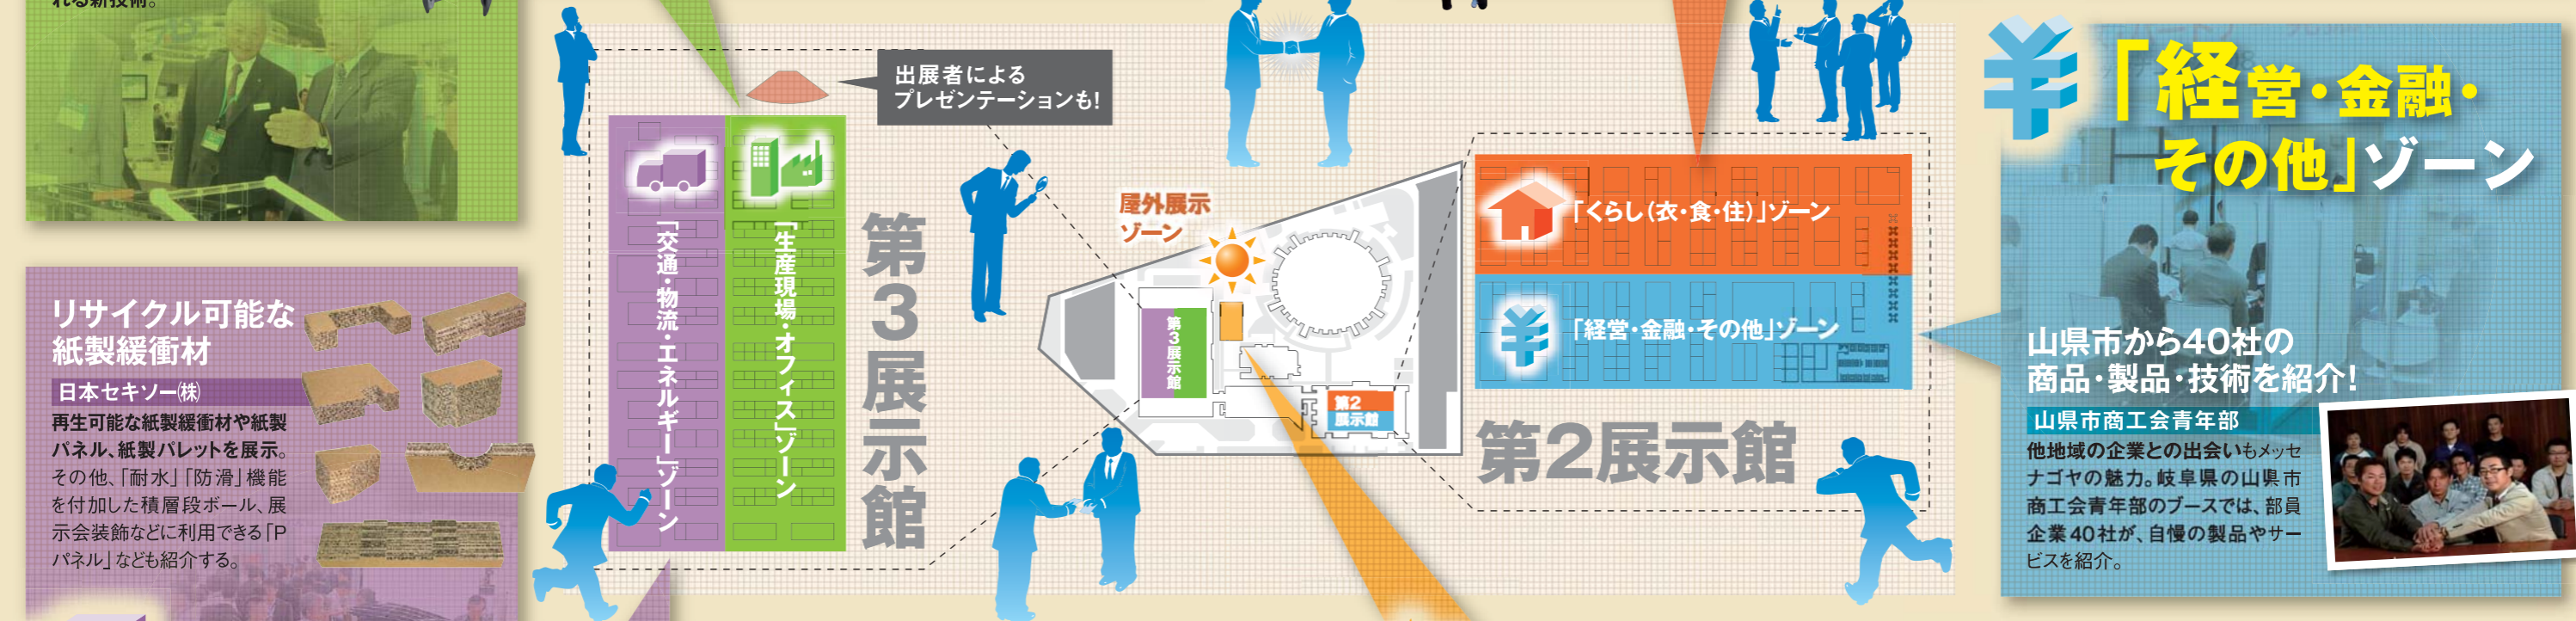 れる新技術。
リサイクル可能な
紙製緩衝材
日本セキソー㈱
再生可能な紙製緩衝材や紙製
パネル、紙製パレットを展示。
その他、「耐水」「防滑」機能
を付加した積層段ボール、展
示会装飾などに利用できる「P
パネル」なども紹介する。
出展者による
プレゼンテーションも!
「交通・物流・エネルギー」ゾーン
「生産現場・オフィス」ゾーン
第3展示館
屋外展示
ゾーン
第3展示館
第2
展示館
「くらし(衣・食・住)」ゾーン
「経営・金融・その他」ゾーン
第2展示館
「経営・金融・
その他」ゾーン
山県市から40社の
商品・製品・技術を紹介!
山県市商工会青年部
他地域の企業との出会いもメッセ
ナゴヤの魅力。岐阜県の山県市
商工会青年部のブースでは、部員
企業40社が、自慢の製品やサー
ビスを紹介。